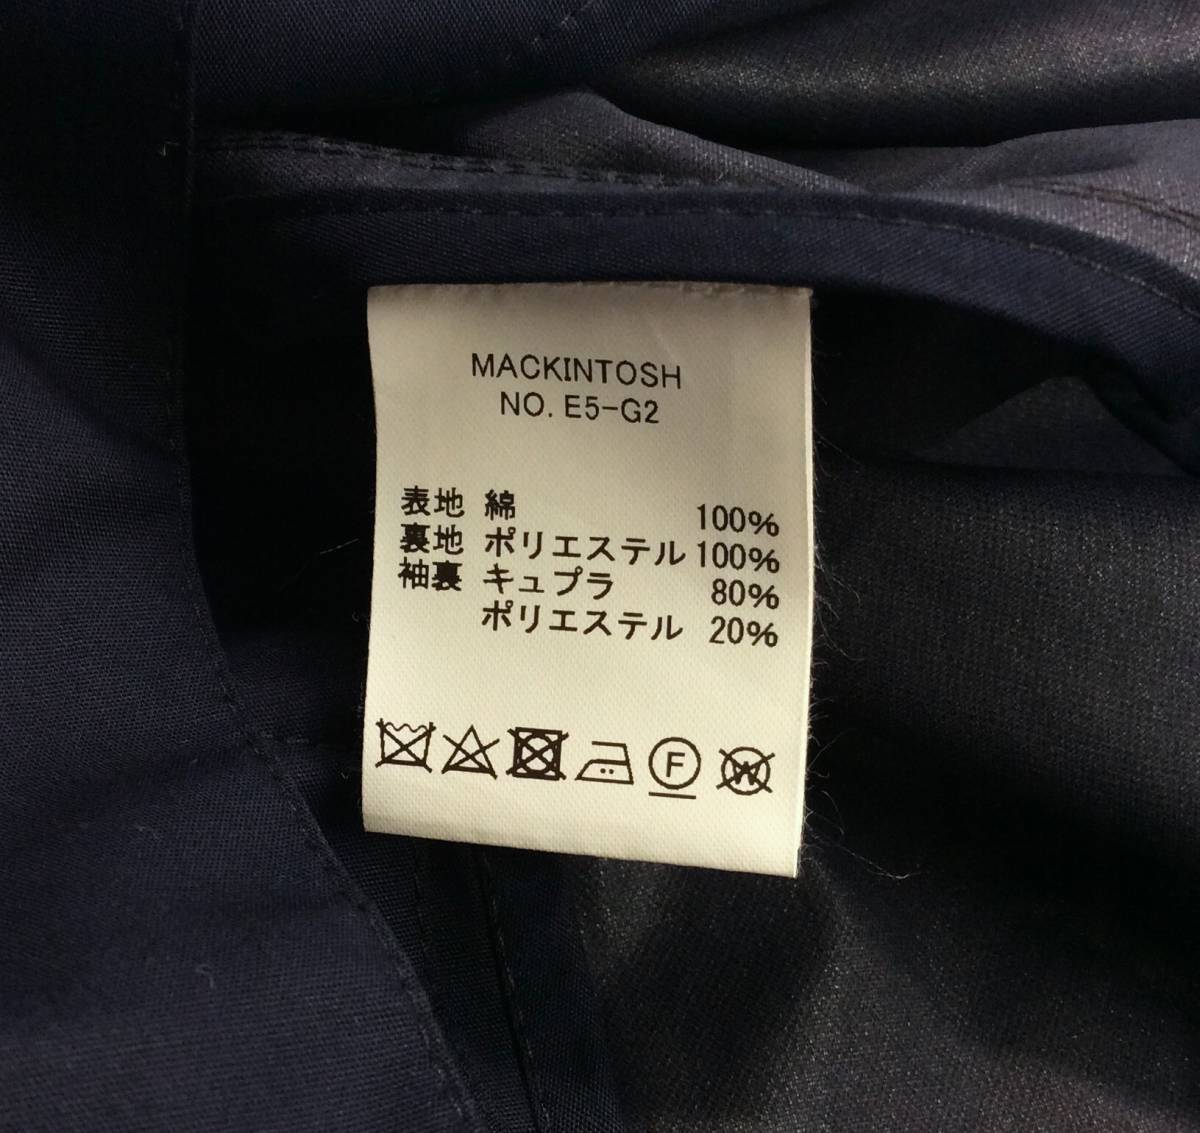 MACKINTOSH
NO. E5-G2
表地 綿 100%
裏地 ポリエステル 100%
袖裏 キュプラ 80%
ポリエステル 20%
F
W